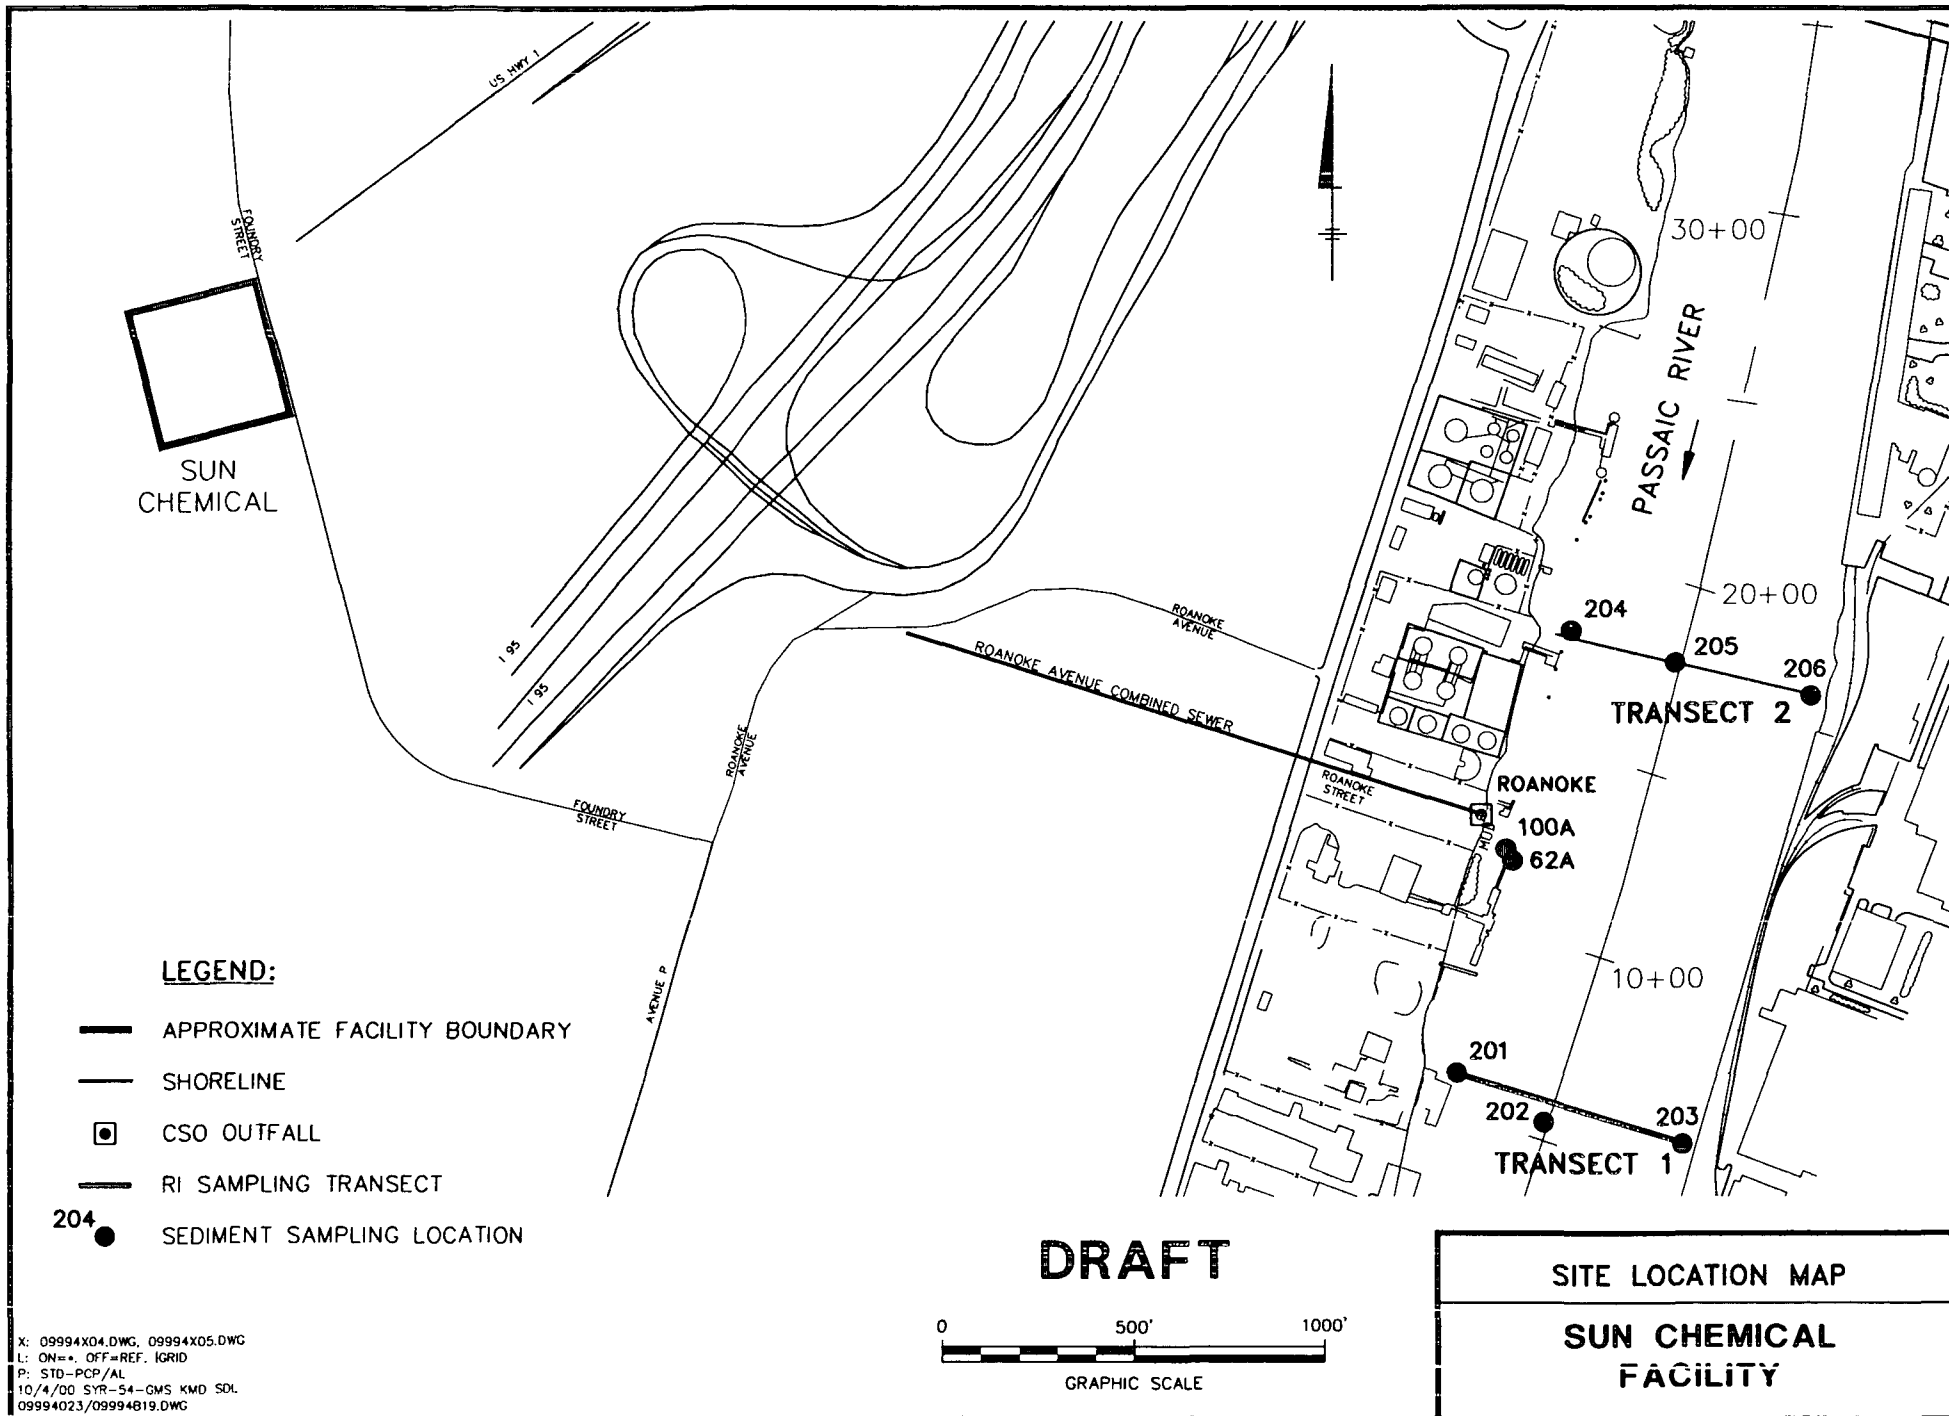 US HWY 1
FOUNDRY
STREET
30+00
PASSAIC RIVER
SUN
CHEMICAL
20+00
204
205
206
TRANSECT 2
ROANOKE
AVENUE
ROANOKE AVENUE COMBINED SEWER
I 95
I 95
ROANOKE
AVENUE
ROANOKE
STREET
ROANOKE
100A
62A
MUD
FOUNDRY
STREET
10+00
AVENUE P
201
202
203
TRANSECT 1
LEGEND:
APPROXIMATE FACILITY BOUNDARY
SHORELINE
CSO OUTFALL
RI SAMPLING TRANSECT
204
SEDIMENT SAMPLING LOCATION
DRAFT
0 500' 1000'
GRAPHIC SCALE
SITE LOCATION MAP
SUN CHEMICAL
FACILITY
X: 09994X04.DWG, 09994X05.DWG
L: ON=*, OFF=REF, IGRID
P: STD-PCP/AL
10/4/00 SYR-54-GMS KMD SDL
09994023/09994B19.DWG